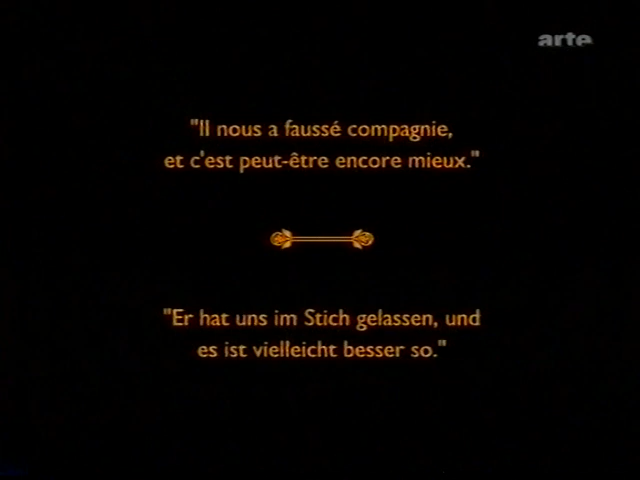 arte
"Il nous a faussé compagnie,
et c'est peut-être encore mieux."
"Er hat uns im Stich gelassen, und
es ist vielleicht besser so."